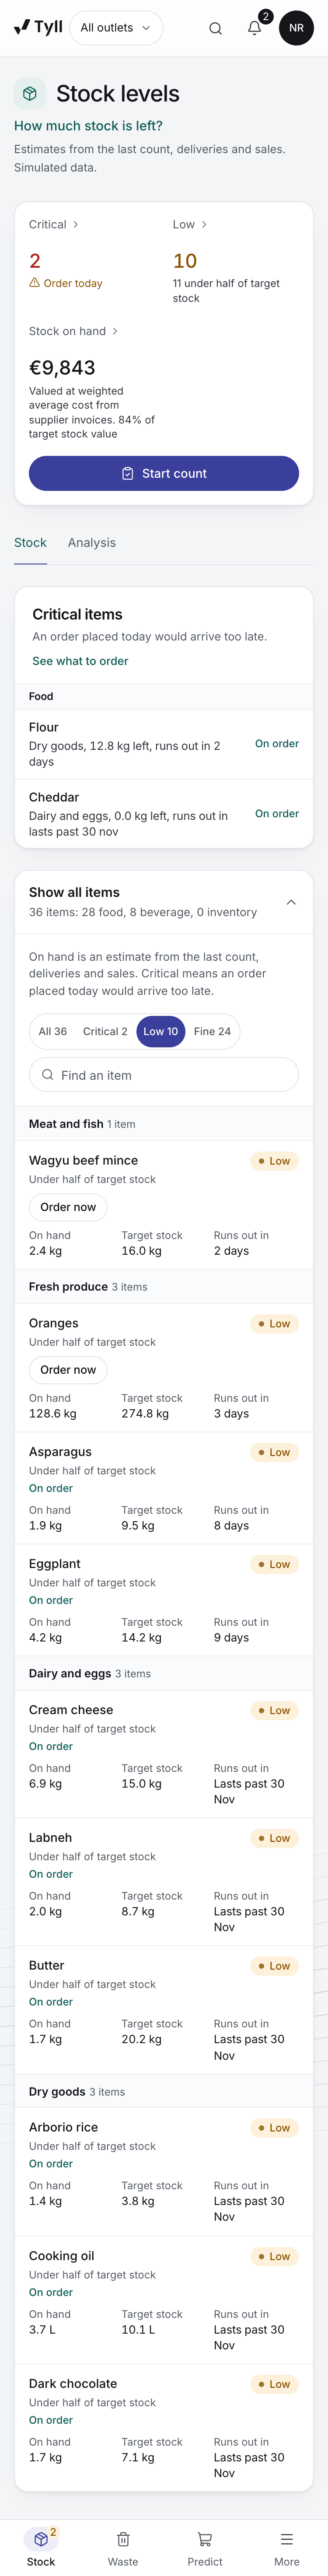 Tyll
All outlets
2
NR
Stock levels
How much stock is left?
Estimates from the last count, deliveries and sales.
Simulated data.
Critical
Low
2
10
Order today
11 under half of target
stock
Stock on hand
€9,843
Valued at weighted
average cost from
supplier invoices. 84% of
target stock value
Start count
Stock
Analysis
Critical items
An order placed today would arrive too late.
See what to order
Food
Flour
Dry goods, 12.8 kg left, runs out in 2
days
On order
Cheddar
Dairy and eggs, 0.0 kg left, runs out in
lasts past 30 nov
On order
Show all items
36 items: 28 food, 8 beverage, 0 inventory
On hand is an estimate from the last count,
deliveries and sales. Critical means an order
placed today would arrive too late.
All 36
Critical 2
Low 10
Fine 24
Find an item
Meat and fish 1 item
Wagyu beef mince
Low
Under half of target stock
Order now
On hand
Target stock
Runs out in
2.4 kg
16.0 kg
2 days
Fresh produce 3 items
Oranges
Low
Under half of target stock
Order now
On hand
Target stock
Runs out in
128.6 kg
274.8 kg
3 days
Asparagus
Low
Under half of target stock
On order
On hand
Target stock
Runs out in
1.9 kg
9.5 kg
8 days
Eggplant
Low
Under half of target stock
On order
On hand
Target stock
Runs out in
4.2 kg
14.2 kg
9 days
Dairy and eggs 3 items
Cream cheese
Low
Under half of target stock
On order
On hand
Target stock
Runs out in
6.9 kg
15.0 kg
Lasts past 30
Nov
Labneh
Low
Under half of target stock
On order
On hand
Target stock
Runs out in
2.0 kg
8.7 kg
Lasts past 30
Nov
Butter
Low
Under half of target stock
On order
On hand
Target stock
Runs out in
1.7 kg
20.2 kg
Lasts past 30
Nov
Dry goods 3 items
Arborio rice
Low
Under half of target stock
On order
On hand
Target stock
Runs out in
1.4 kg
3.8 kg
Lasts past 30
Nov
Cooking oil
Low
Under half of target stock
On order
On hand
Target stock
Runs out in
3.7 L
10.1 L
Lasts past 30
Nov
Dark chocolate
Low
Under half of target stock
On order
On hand
Target stock
Runs out in
1.7 kg
7.1 kg
Lasts past 30
Nov
2
Stock
Waste
Predict
More